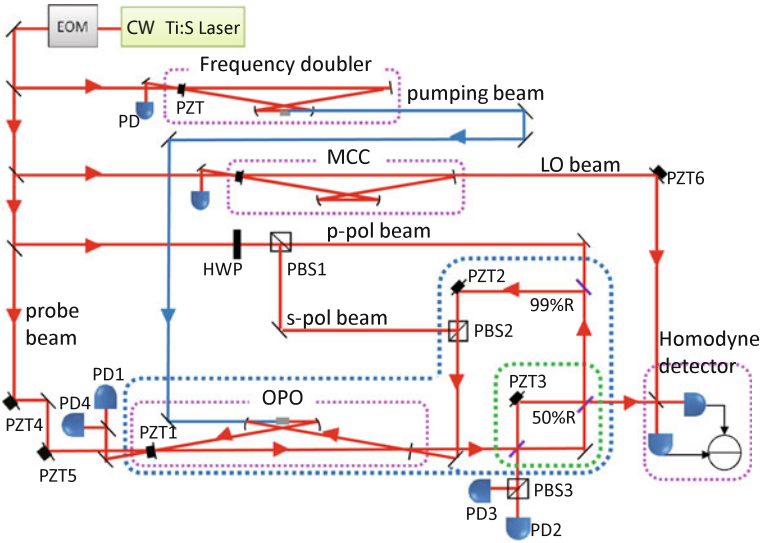 EOM
CW Ti:S Laser
Frequency doubler
PZT
PD
pumping beam
MCC
LO beam
PZT6
p-pol beam
HWP
PBS1
PZT2
99%R
probe
beam
s-pol beam
PBS2
Homodyne
detector
PD1
OPO
PZT3
PD4
PZT4
PZT1
50%R
PZT5
PBS3
PD3
PD2